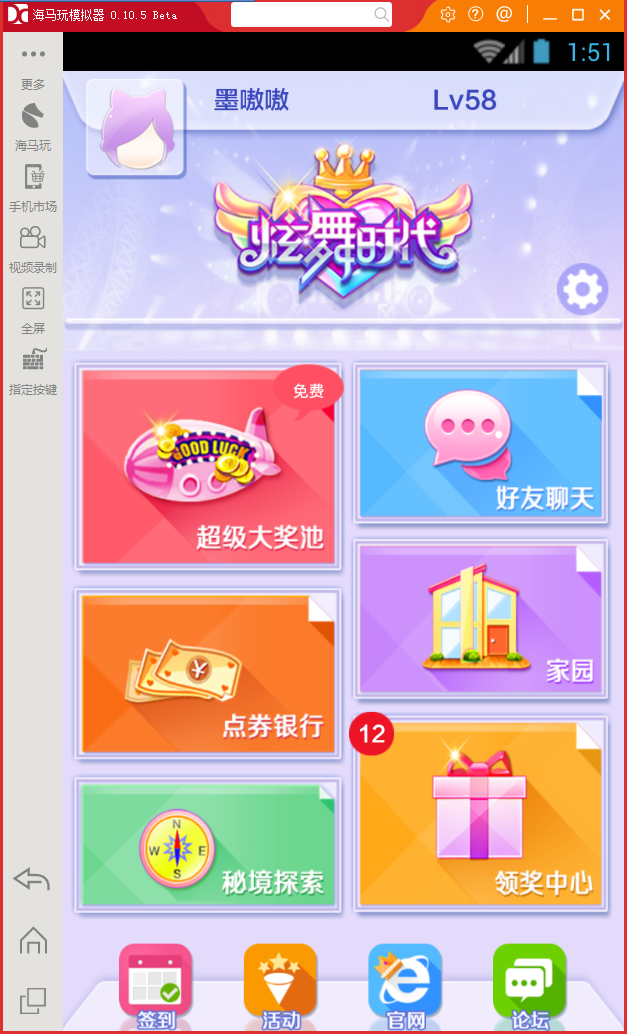 海马玩模拟器 0.10.5 Beta
1:51
更多
海马玩
手机市场
视频录制
全屏
指定按键
墨嗷嗷
Lv58
炫舞时代
免费
GOOD LUCK
超级大奖池
好友聊天
家园
¥
点券银行
12
N
W E
S
秘境探索
领奖中心
签到
活动
官网
论坛